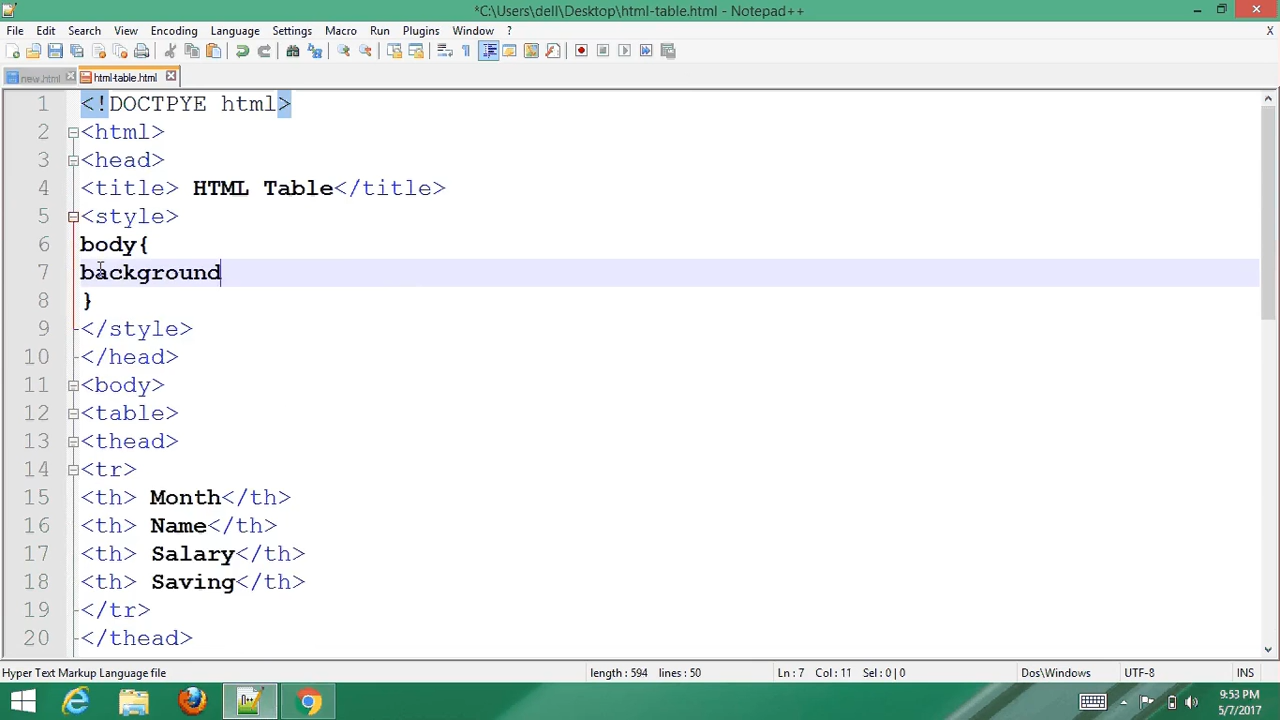 *C:\Users\dell\Desktop\html-table.html - Notepad++
File Edit Search View Encoding Language Settings Macro Run Plugins Window ? X
new.html html-table.html
1 <!DOCTPYE html>
2 <html>
3 <head>
4 <title> HTML Table</title>
5 <style>
6 body{
7 background
8 }
9 </style>
10 </head>
11 <body>
12 <table>
13 <thead>
14 <tr>
15 <th> Month</th>
16 <th> Name</th>
17 <th> Salary</th>
18 <th> Saving</th>
19 </tr>
20 </thead>
Hyper Text Markup Language file length : 594 lines : 50 Ln : 7 Col : 11 Sel : 0 | 0 Dos\Windows UTF-8 INS
9:53 PM
5/7/2017